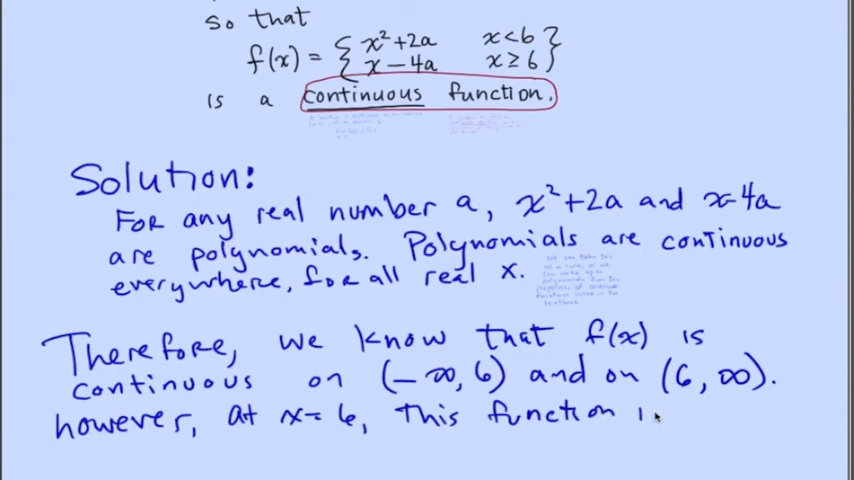 so that
f(x) = { x²+2a x<6 }
{ x-4a x≥6 }
is a continuous function.
Solution:
For any real number a, x²+2a and x-4a
are polynomials. Polynomials are continuous
everywhere, for all real x.
Therefore, we know that f(x) is
continuous on (-∞, 6) and on (6, ∞).
however, at x=6, this function